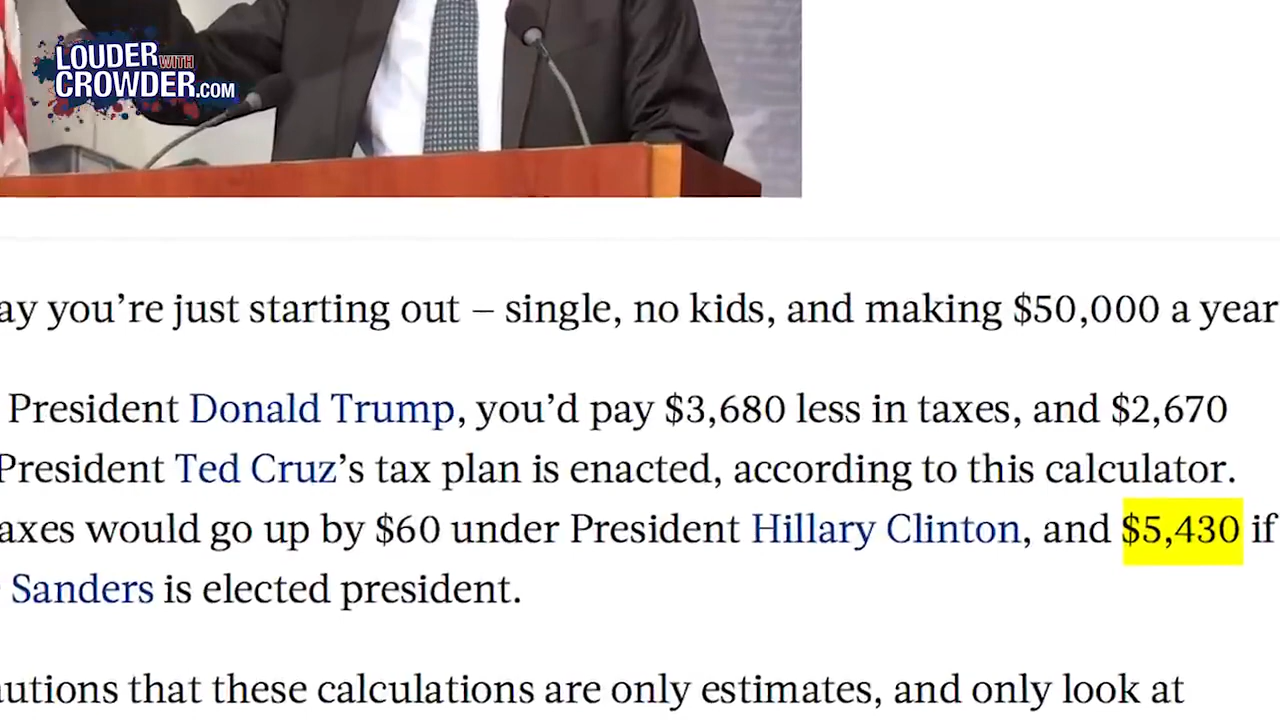 LOUDER WITH
CROWDER.COM
ay you’re just starting out – single, no kids, and making $50,000 a year
President Donald Trump, you’d pay $3,680 less in taxes, and $2,670
President Ted Cruz’s tax plan is enacted, according to this calculator.
axes would go up by $60 under President Hillary Clinton, and $5,430 if
Sanders is elected president.
utions that these calculations are only estimates, and only look at